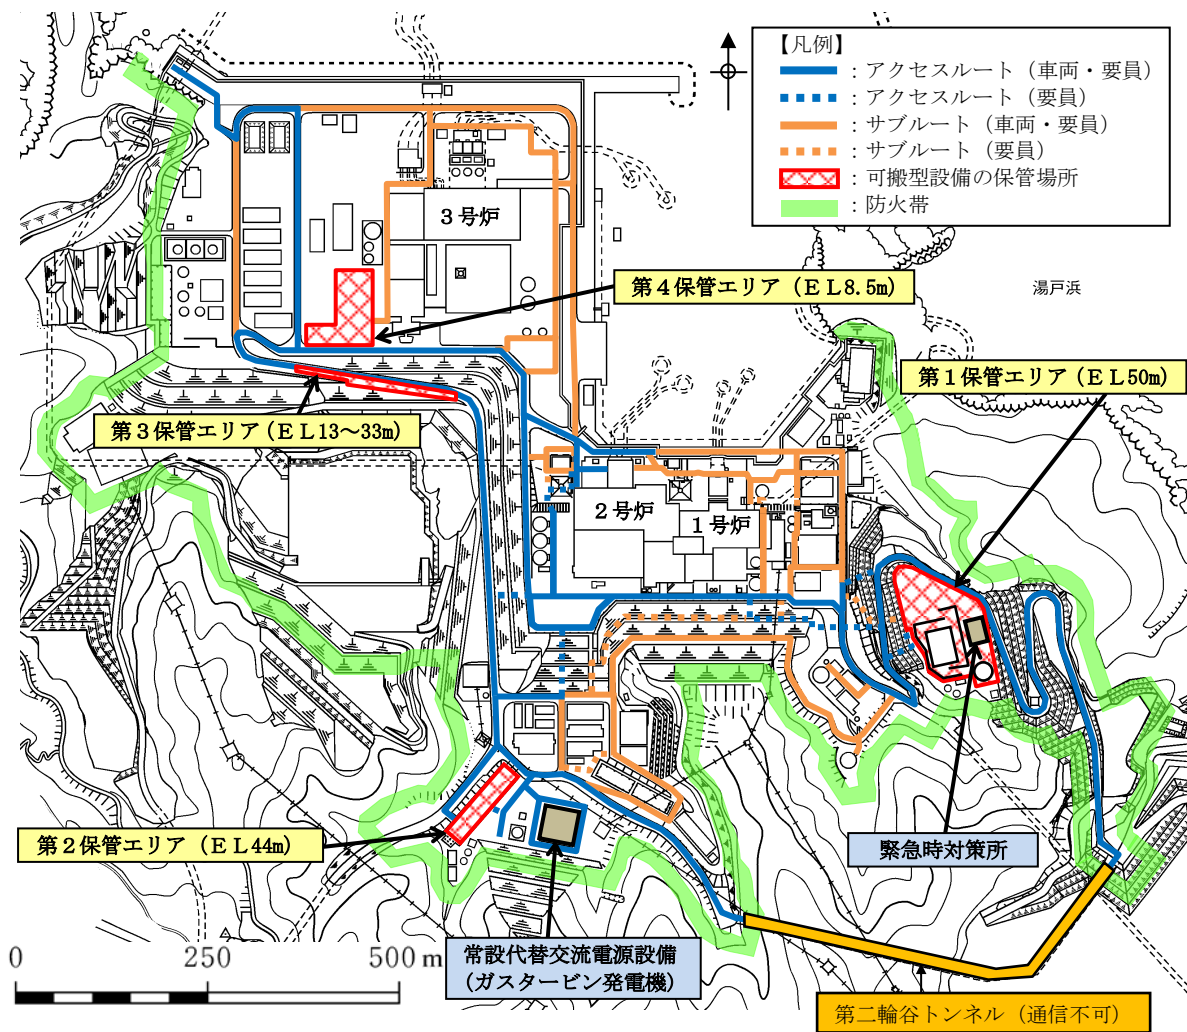 【凡例】
：アクセスルート（車両・要員）
：アクセスルート（要員）
：サブルート（車両・要員）
：サブルート（要員）
：可搬型設備の保管場所
：防火帯
3号炉
第４保管エリア（ＥＬ8.5m）
湯戸浜
第１保管エリア（ＥＬ50m）
第３保管エリア（ＥＬ13～33m）
2号炉
1号炉
第２保管エリア（ＥＬ44m）
緊急時対策所
常設代替交流電源設備
（ガスタービン発電機）
0 250 500 m
第二輪谷トンネル（通信不可）